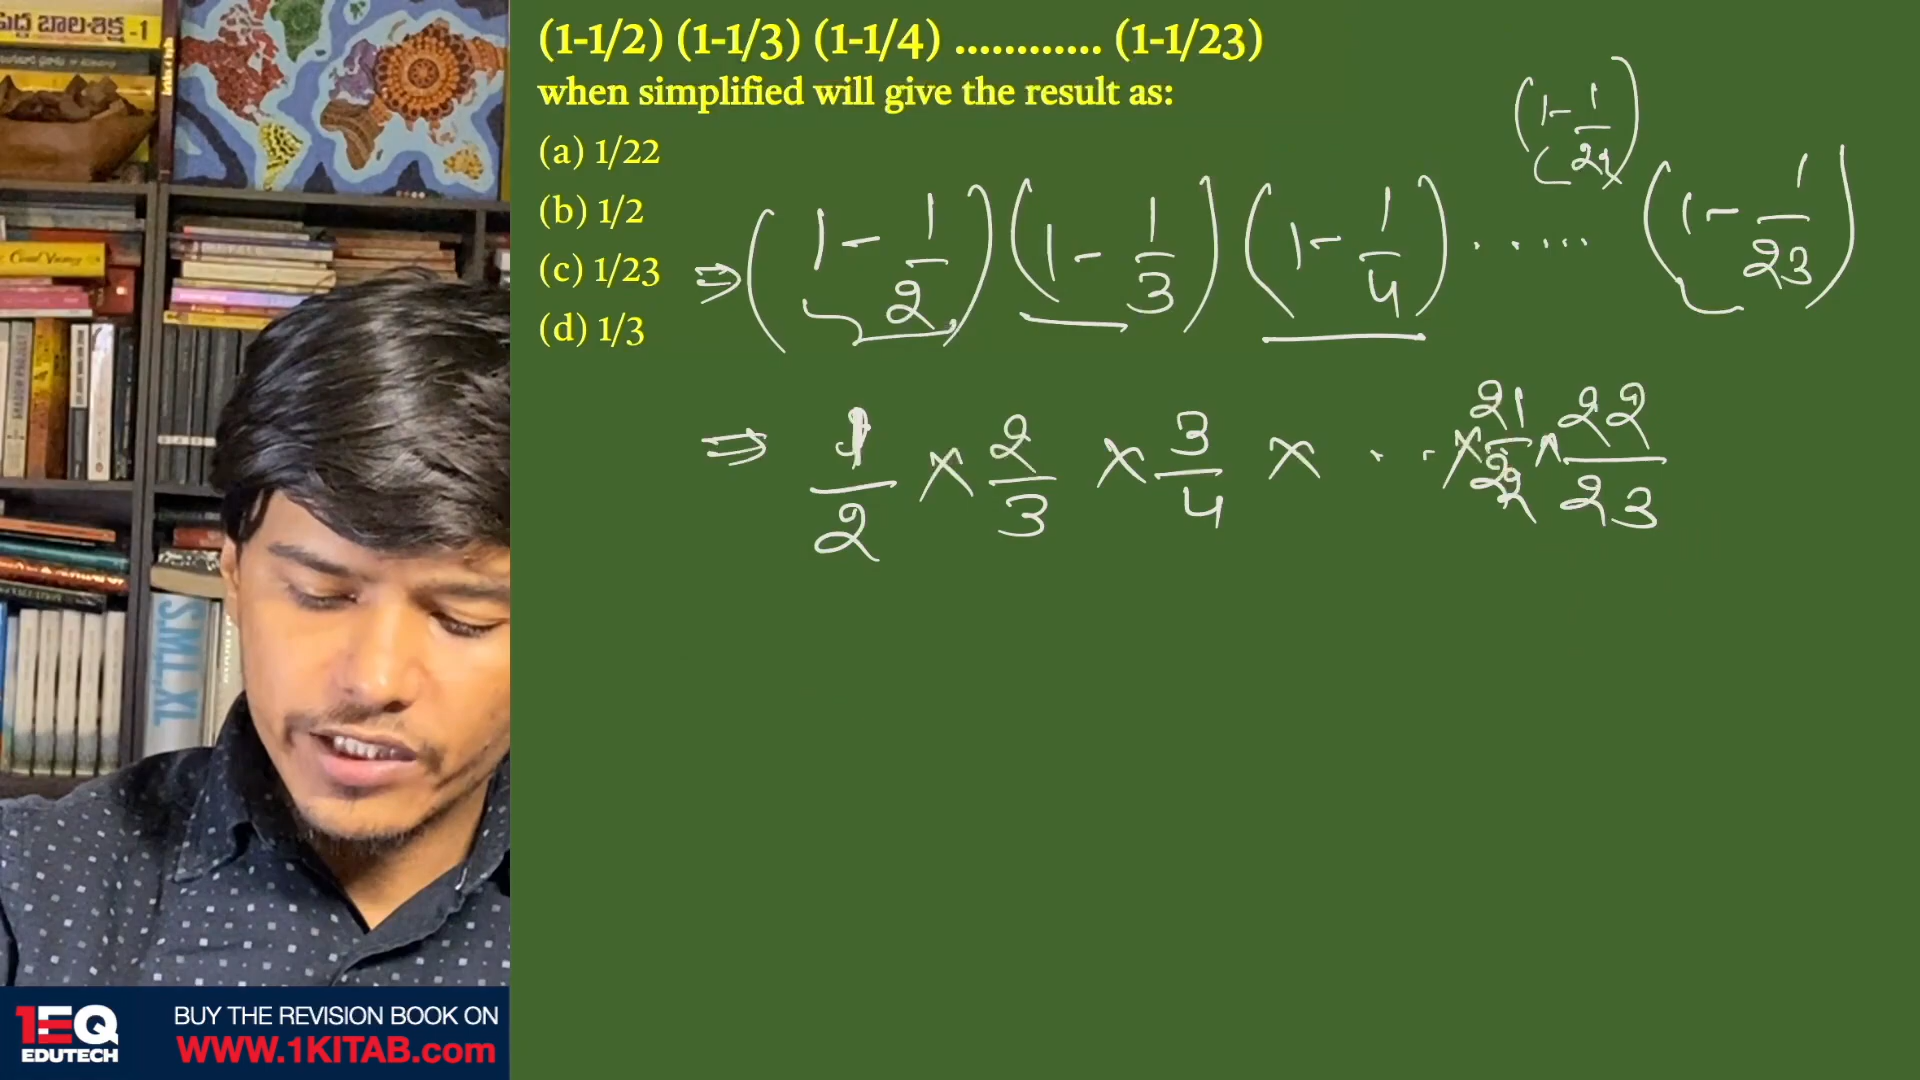 (1-1/2) (1-1/3) (1-1/4) ............ (1-1/23)
when simplified will give the result as:
(a) 1/22
(b) 1/2
(c) 1/23
(d) 1/3
⇒ (1 - 1/2) (1 - 1/3) (1 - 1/4) ..... (1 - 1/22) (1 - 1/23)
⇒ 1/2 × 2/3 × 3/4 × .. × 21/22 × 22/23
S,M,L,XL
1EQ
EDUTECH
BUY THE REVISION BOOK ON
WWW.1KITAB.com